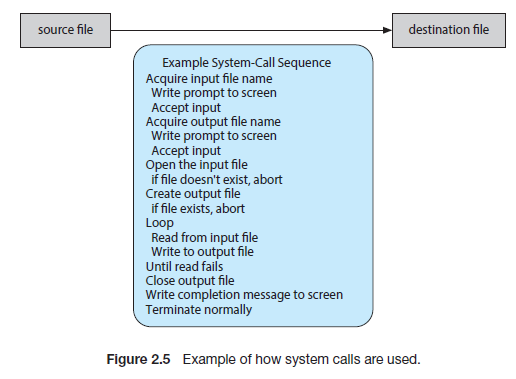 source file
destination file
Example System-Call Sequence
Acquire input file name
Write prompt to screen
Accept input
Acquire output file name
Write prompt to screen
Accept input
Open the input file
if file doesn't exist, abort
Create output file
if file exists, abort
Loop
Read from input file
Write to output file
Until read fails
Close output file
Write completion message to screen
Terminate normally
Figure 2.5 Example of how system calls are used.